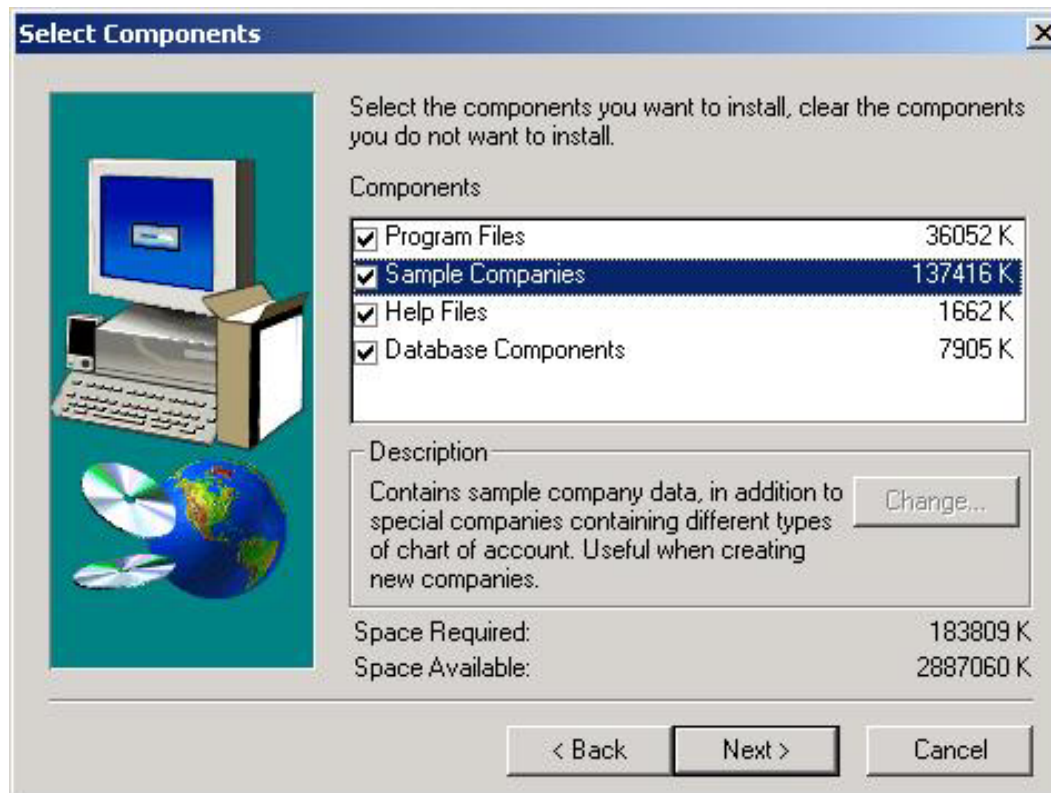 Select Components
Select the components you want to install, clear the components
you do not want to install.
Components
Program Files 36052 K
Sample Companies 137416 K
Help Files 1662 K
Database Components 7905 K
Description
Contains sample company data, in addition to
special companies containing different types
of chart of account. Useful when creating
new companies.
Change...
Space Required: 183809 K
Space Available: 2887060 K
< Back Next > Cancel